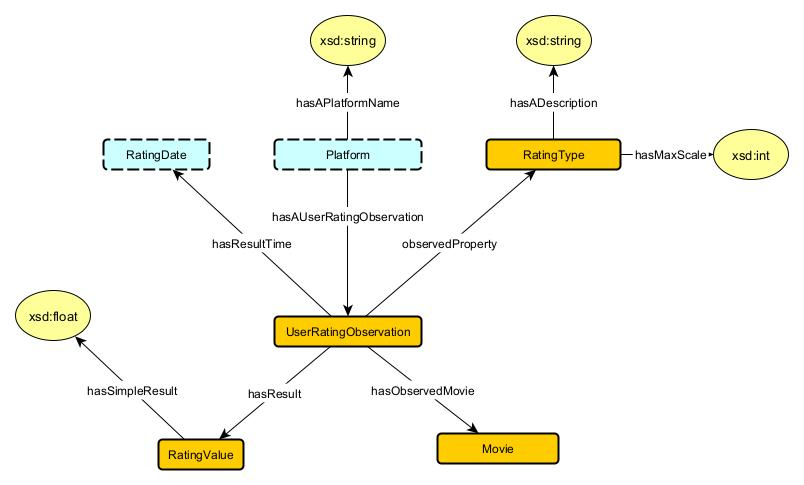 xsd:string
xsd:string
hasAPlatformName
hasADescription
RatingDate
Platform
RatingType
hasMaxScale
xsd:int
hasAUserRatingObservation
hasResultTime
observedProperty
xsd:float
UserRatingObservation
hasSimpleResult
hasResult
hasObservedMovie
RatingValue
Movie